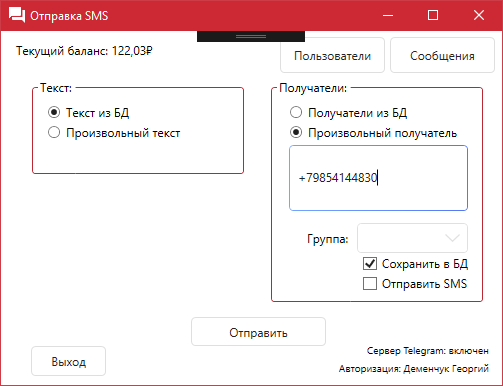 Отправка SMS
Текущий баланс: 122,03₽
Пользователи
Сообщения
Текст:
Текст из БД
Произвольный текст
Получатели:
Получатели из БД
Произвольный получатель
+79854144830
Группа:
Сохранить в БД
Отправить SMS
Отправить
Выход
Сервер Telegram: включен
Авторизация: Деменчук Георгий